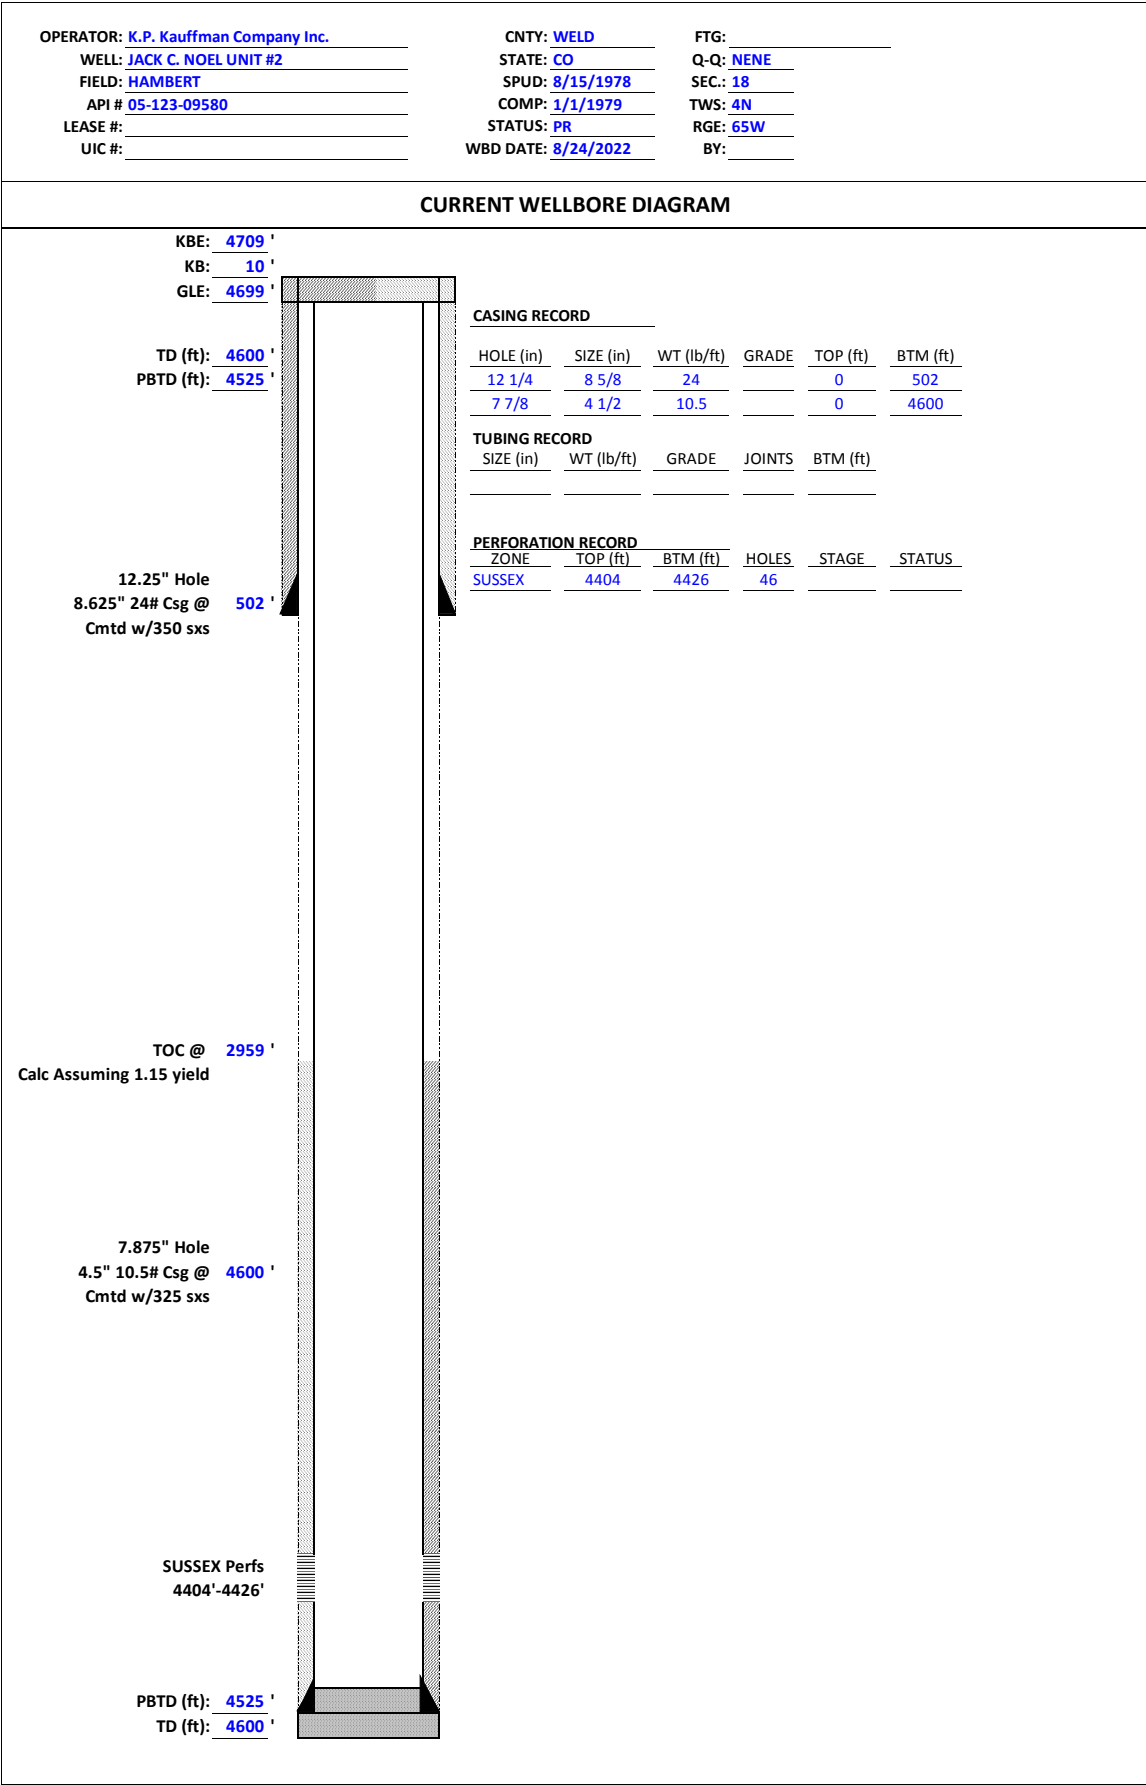 OPERATOR: K.P. Kauffman Company Inc. CNTY: WELD FTG:
WELL: JACK C. NOEL UNIT #2 STATE: CO Q-Q: NENE
FIELD: HAMBERT SPUD: 8/15/1978 SEC.: 18
API # 05-123-09580 COMP: 1/1/1979 TWS: 4N
LEASE #: STATUS: PR RGE: 65W
UIC #: WBD DATE: 8/24/2022 BY:
CURRENT WELLBORE DIAGRAM
KBE: 4709 '
KB: 10 '
GLE: 4699 '
CASING RECORD
TD (ft): 4600 ' HOLE (in) SIZE (in) WT (lb/ft) GRADE TOP (ft) BTM (ft)
PBTD (ft): 4525 ' 12 1/4 8 5/8 24 0 502
7 7/8 4 1/2 10.5 0 4600
TUBING RECORD
SIZE (in) WT (lb/ft) GRADE JOINTS BTM (ft)
PERFORATION RECORD
ZONE TOP (ft) BTM (ft) HOLES STAGE STATUS
12.25" Hole SUSSEX 4404 4426 46
8.625" 24# Csg @ 502 '
Cmtd w/350 sxs
TOC @ 2959 '
Calc Assuming 1.15 yield
7.875" Hole
4.5" 10.5# Csg @ 4600 '
Cmtd w/325 sxs
SUSSEX Perfs
4404'-4426'
PBTD (ft): 4525 '
TD (ft): 4600 '